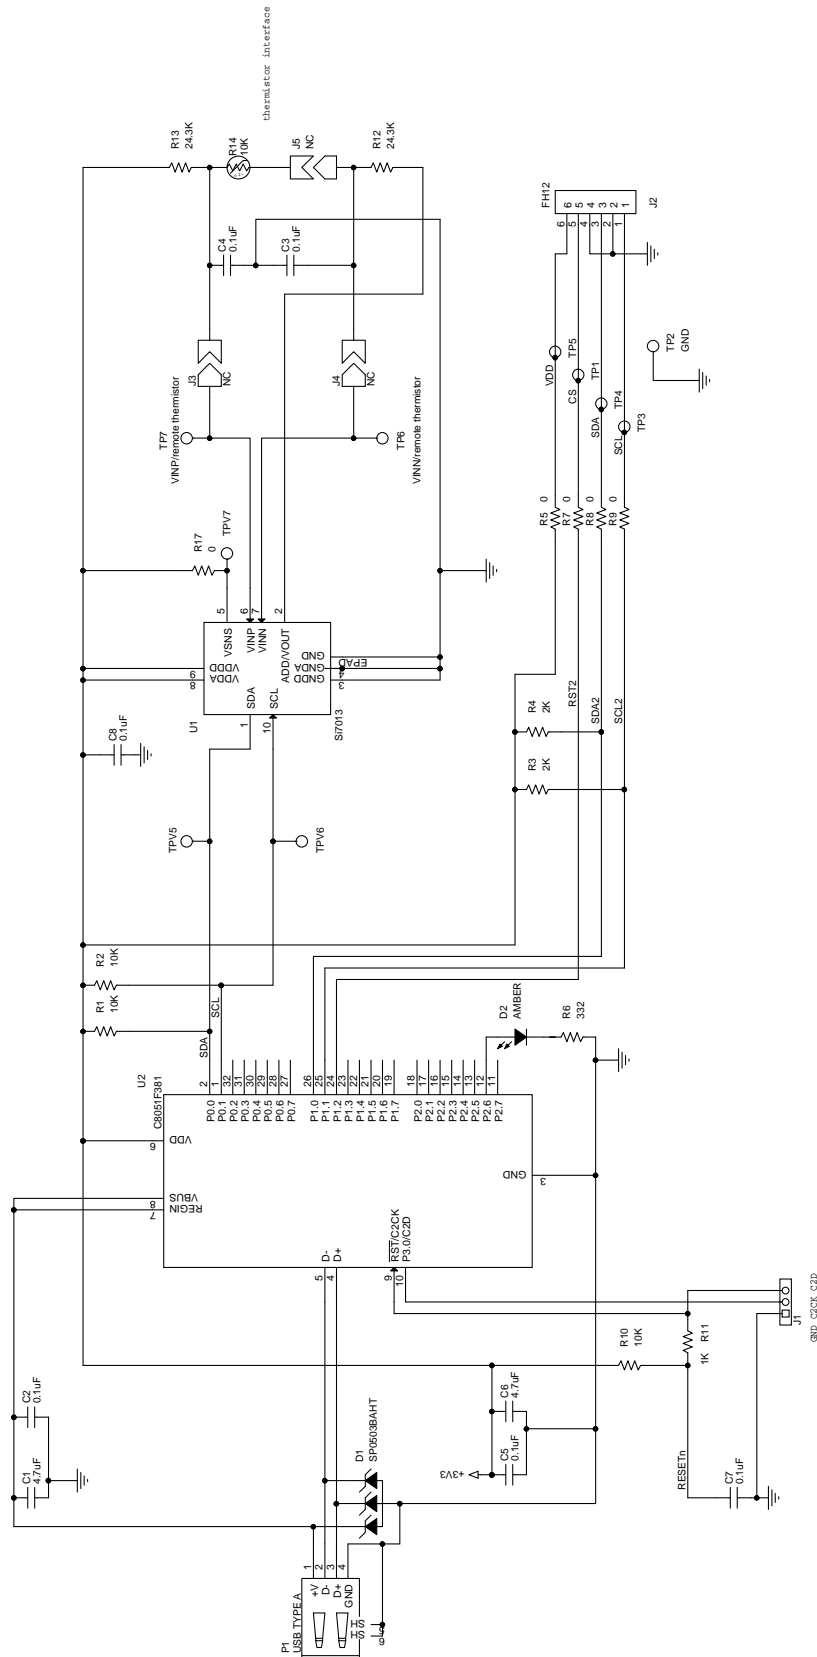 thermistor interface
R13
24.3K
R14
10K
J5
NC
R12
24.3K
C4
0.1uF
C3
0.1uF
J3
NC
J4
NC
TP7
VINP/remote thermistor
TP6
VINN/remote thermistor
R17
0
TPV7
5
6
7
2
VSNS
VINP
VINN
ADD/VOUT
VDDD
VDDA
9
8
GND
GNDA
GNDD
EPAD
4
3
SDA
SCL
1
10
U1
Si7013
C8
0.1uF
TPV5
TPV6
R2
10K
R1
10K
SCL
SDA
FH12
6
5
4
3
2
1
6
5
4
3
2
1
J2
VDD
TP5
CS
TP1
SDA
TP4
SCL
TP3
TP2
GND
R5
0
R7
0
R8
0
R9
0
RST2
SDA2
SCL2
R4
2K
R3
2K
D2
AMBER
R6
332
U2
C8051F381
2
1
32
31
30
29
28
27
26
25
24
23
22
21
20
19
18
17
16
15
14
13
12
11
P0.0
P0.1
P0.2
P0.3
P0.4
P0.5
P0.6
P0.7
P1.0
P1.1
P1.2
P1.3
P1.4
P1.5
P1.6
P1.7
P2.0
P2.1
P2.2
P2.3
P2.4
P2.5
P2.6
P2.7
VDD
6
VBUS
REGIN
8
7
GND
3
D-
D+
5
4
RST/C2CK
P3.0/C2D
9
10
J1
GND C2CK C2D
R10
10K
R11
1K
RESETn
C7
0.1uF
C2
0.1uF
C1
4.7uF
C6
4.7uF
C5
0.1uF
+3V3
D1
SP0503BAHT
1
2
3
4
+V
D-
D+
GND
SH
SH
5
6
P1
USB TYPE A